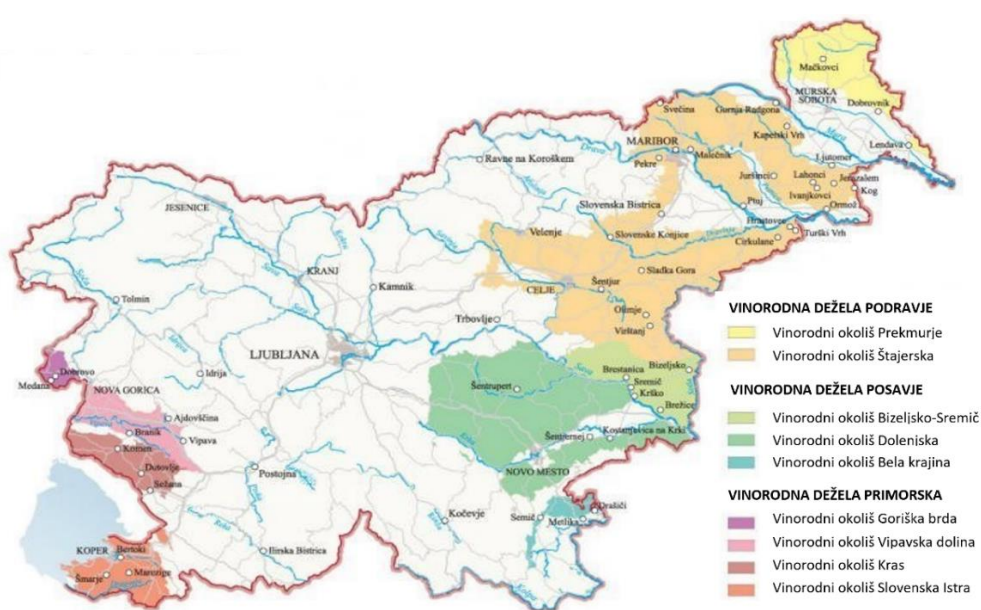 Mačkovci
MURSKA
SOBOTA
Dobrovnik
Lendava
Mura
Svečina
Gornja Radgona
Kapelski Vrh
MARIBOR
Malečnik
Pekre
Drava
Ravne na Koroškem
Juršinci
Ljutomer
Lahonci
Jeruzalem
Ivanjkovci
Kog
Ormož
Ptuj
Hrastovec
Turški Vrh
Cirkulane
Slovenska Bistrica
Slovenske Konjice
Velenje
JESENICE
KRANJ
Kamnik
Sladka Gora
CELJE
Šentjur
Olimje
Virštanj
Tolmin
Trbovlje
LJUBLJANA
Idrija
Dobrovo
Medana
NOVA GORICA
Ajdovščina
Branik
Vipava
Komen
Dutovlje
Sežana
Postojna
Bizeljsko
Brestanica
Sremič
Krško
Brežice
Šentrupert
Kostanjevica na Krki
Šentjernej
NOVO MESTO
Kočevje
Semič
Metlika
Drašiči
Ilirska Bistrica
KOPER
Bertoki
Šmarje
Marezige
VINORODNA DEŽELA PODRAVJE
Vinorodni okoliš Prekmurje
Vinorodni okoliš Štajerska
VINORODNA DEŽELA POSAVJE
Vinorodni okoliš Bizeljsko-Sremič
Vinorodni okoliš Dolenjska
Vinorodni okoliš Bela krajina
VINORODNA DEŽELA PRIMORSKA
Vinorodni okoliš Goriška brda
Vinorodni okoliš Vipavska dolina
Vinorodni okoliš Kras
Vinorodni okoliš Slovenska Istra